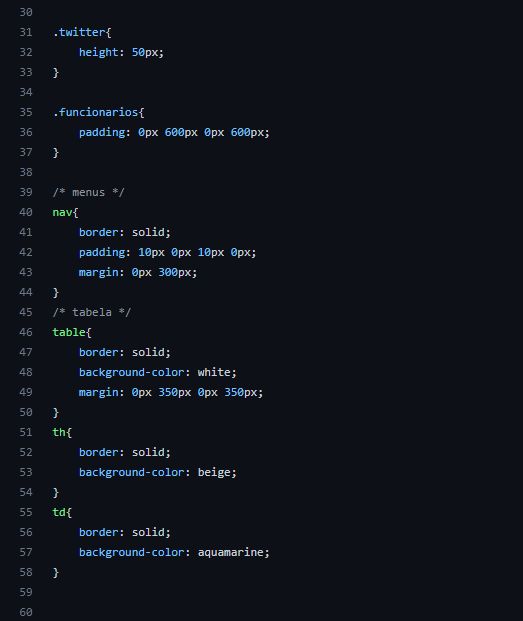 30
31 .twitter{
32     height: 50px;
33 }
34
35 .funcionarios{
36     padding: 0px 600px 0px 600px;
37 }
38
39 /* menus */
40 nav{
41     border: solid;
42     padding: 10px 0px 10px 0px;
43     margin: 0px 300px;
44 }
45 /* tabela */
46 table{
47     border: solid;
48     background-color: white;
49     margin: 0px 350px 0px 350px;
50 }
51 th{
52     border: solid;
53     background-color: beige;
54 }
55 td{
56     border: solid;
57     background-color: aquamarine;
58 }
59
60